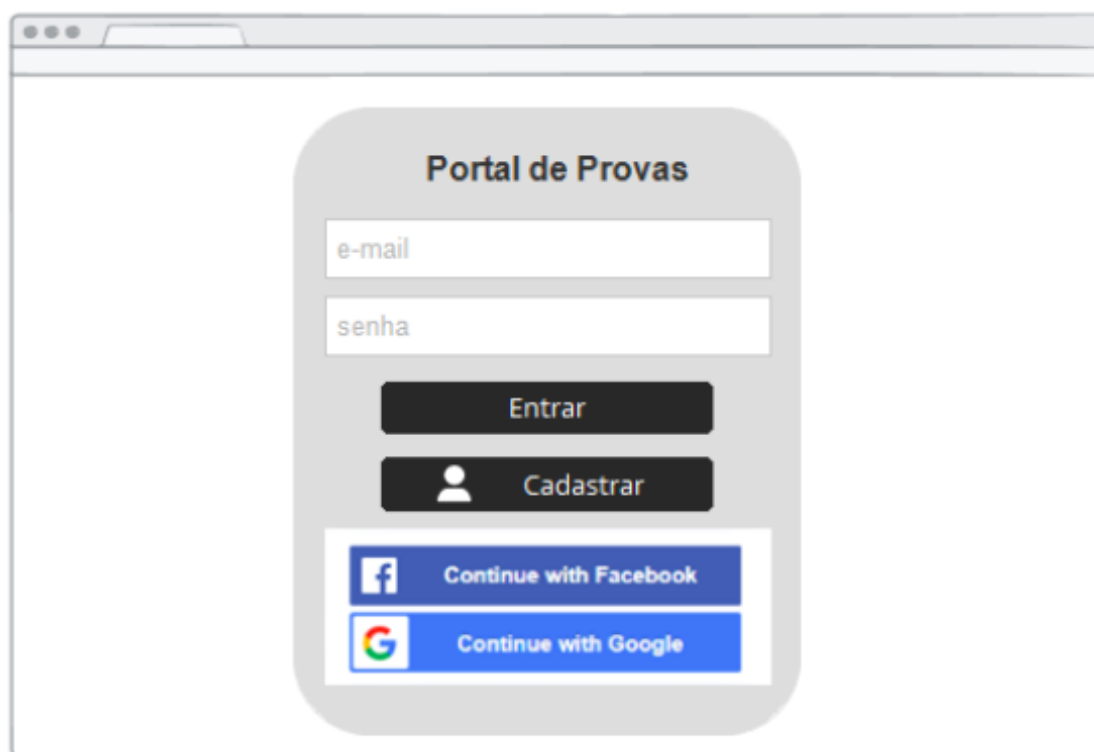 Portal de Provas
e-mail
senha
Entrar
Cadastrar
Continue with Facebook
Continue with Google